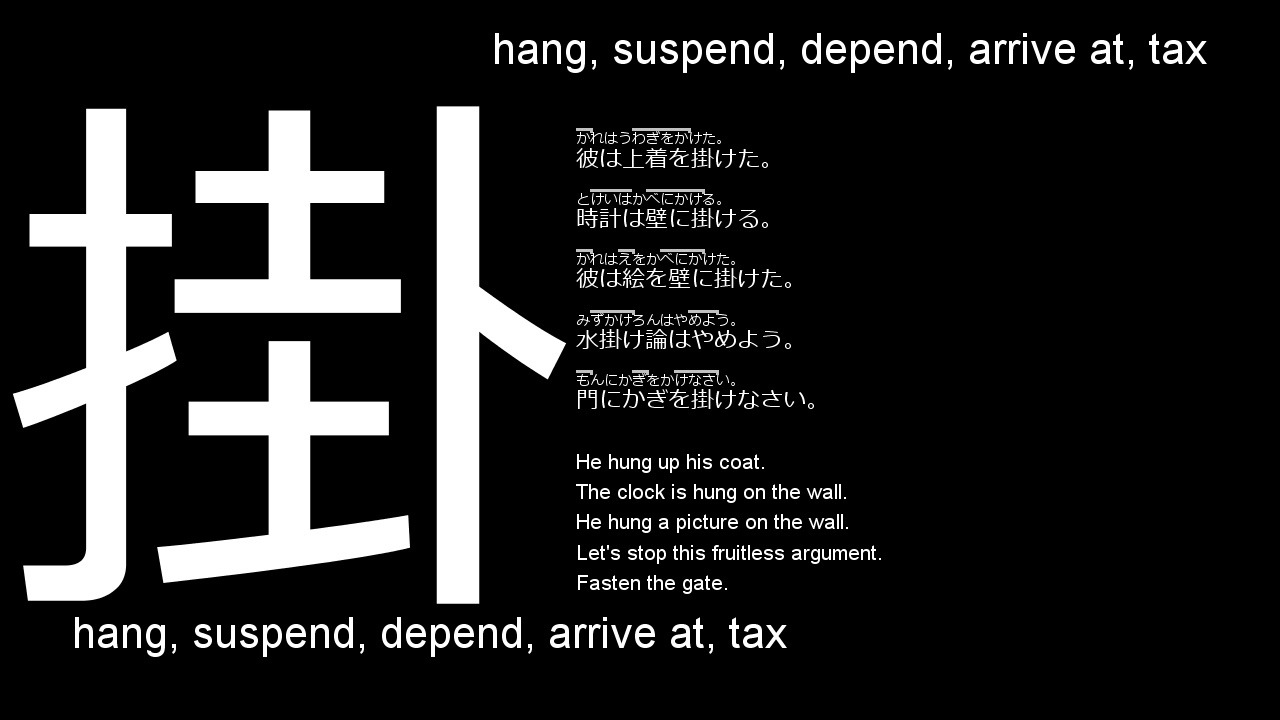 hang, suspend, depend, arrive at, tax
掛
かれはうわぎをかけた。
彼は上着を掛けた。
とけいはかべにかける。
時計は壁に掛ける。
かれはえをかべにかけた。
彼は絵を壁に掛けた。
みずかけろんはやめよう。
水掛け論はやめよう。
もんにかぎをかけなさい。
門にかぎを掛けなさい。
He hung up his coat.
The clock is hung on the wall.
He hung a picture on the wall.
Let's stop this fruitless argument.
Fasten the gate.
hang, suspend, depend, arrive at, tax